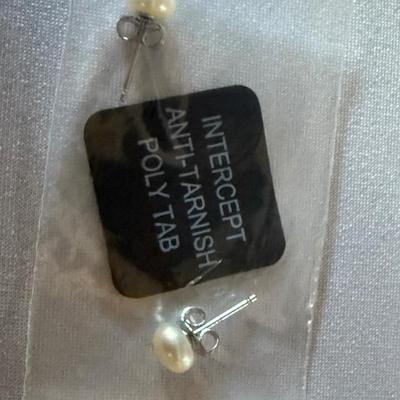 INTERCEPT
ANTI-TARNISH
POLY TAB